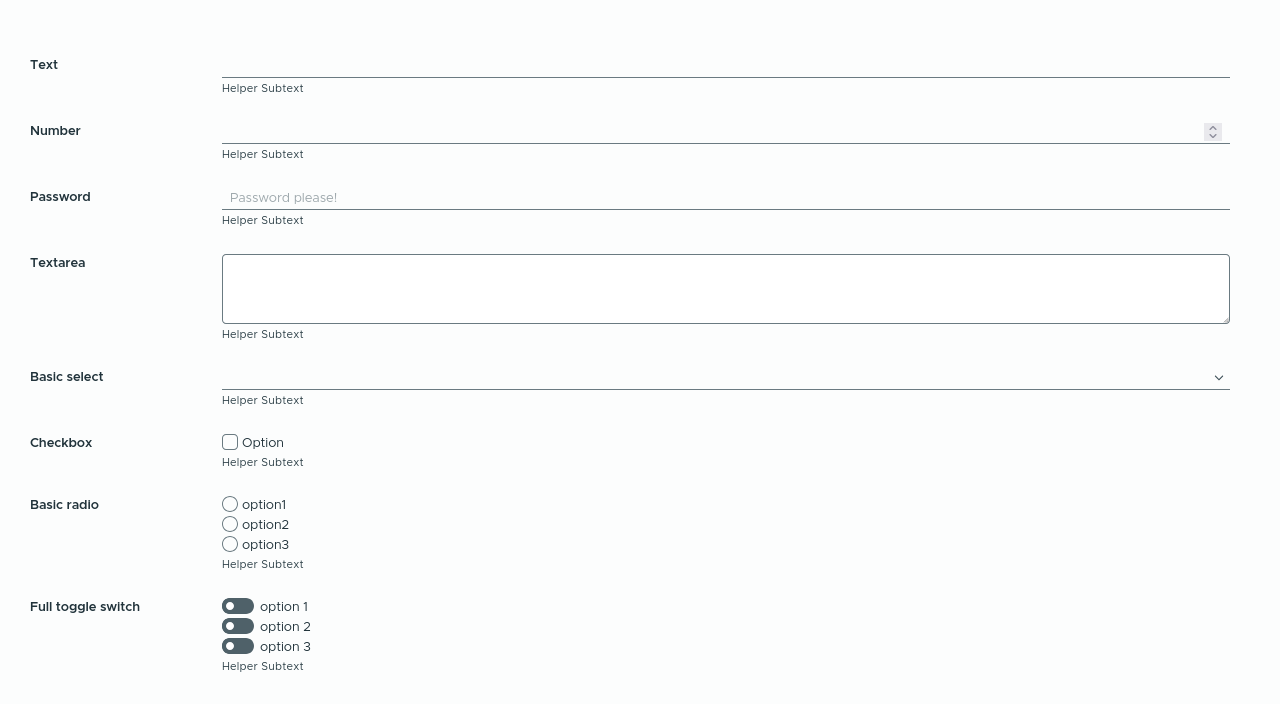 Text
Helper Subtext
Number
Helper Subtext
Password
Password please!
Helper Subtext
Textarea
Helper Subtext
Basic select
Helper Subtext
Checkbox
Option
Helper Subtext
Basic radio
option1
option2
option3
Helper Subtext
Full toggle switch
option 1
option 2
option 3
Helper Subtext